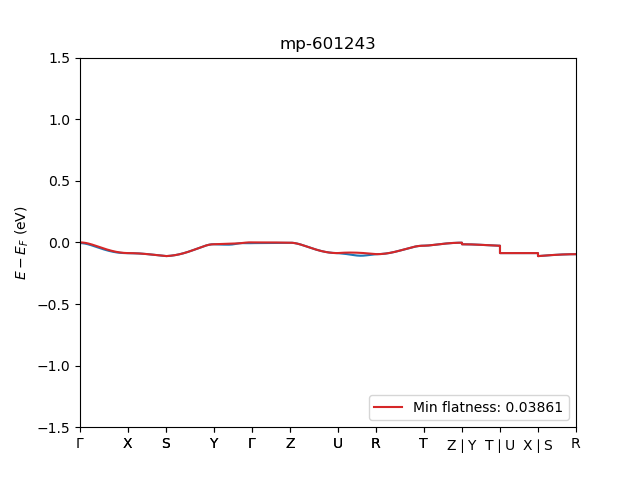 mp-601243
1.5
1.0
0.5
0.0
−0.5
−1.0
−1.5
E − E_F (eV)
Min flatness: 0.03861
Γ X S Y Γ Z U R T Z | Y T | U X | S R